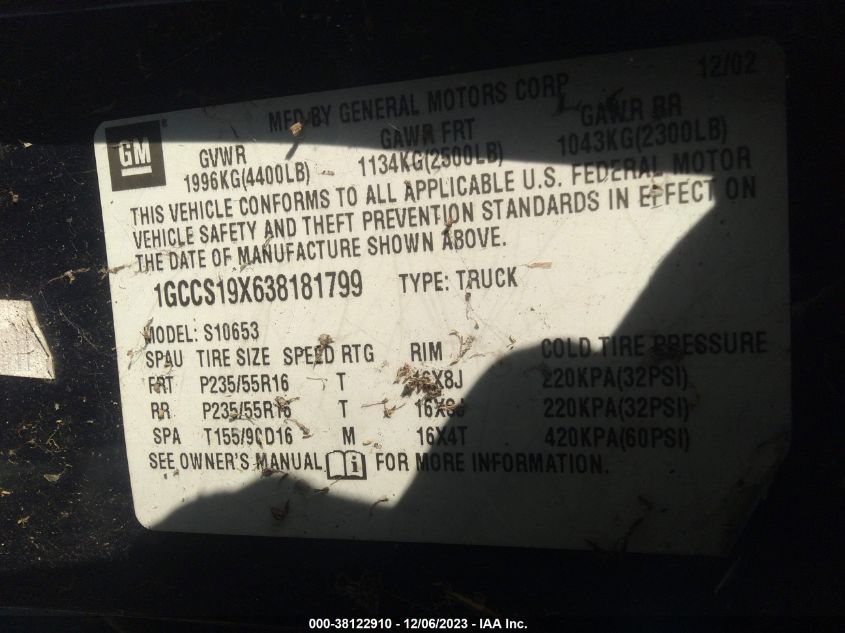 12/02
MFD BY GENERAL MOTORS CORP
GM ®
GVWR GAWR FRT GAWR RR
1996KG(4400LB) 1134KG(2500LB) 1043KG(2300LB)
THIS VEHICLE CONFORMS TO ALL APPLICABLE U.S. FEDERAL MOTOR
VEHICLE SAFETY AND THEFT PREVENTION STANDARDS IN EFFECT ON
THE DATE OF MANUFACTURE SHOWN ABOVE.
1GCCS19X638181799 TYPE: TRUCK
MODEL: S10653
SPAU TIRE SIZE SPEED RTG RIM COLD TIRE PRESSURE
FRT P235/55R16 T 16X8J 220KPA(32PSI)
RR P235/55R16 T 16X8J 220KPA(32PSI)
SPA T155/90D16 M 16X4T 420KPA(60PSI)
SEE OWNER'S MANUAL i FOR MORE INFORMATION.
000-38122910 - 12/06/2023 - IAA Inc.